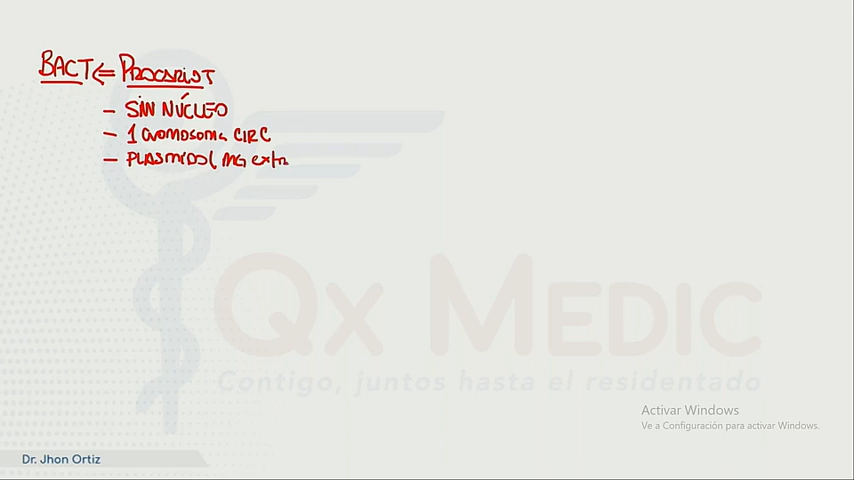 BACT ⇐ PROCARIOT
- SIN NÚCLEO
- 1 CROMOSOMA CIRC
- PLASMIDOS ( MG extr
Qx MEDIC
Contigo, juntos hasta el residentado
Activar Windows
Ve a Configuración para activar Windows.
Dr. Jhon Ortiz